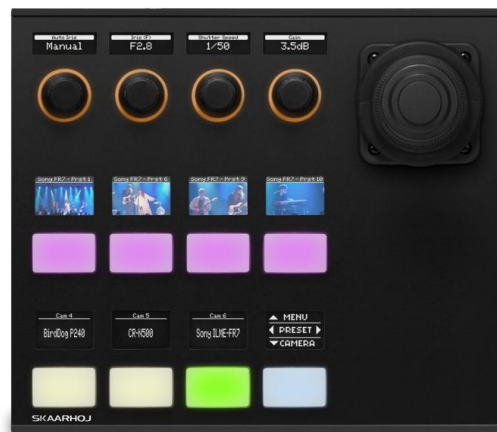 Auto Iris
Manual
Iris (F)
F2.8
Shutter Speed
1/50
Gain
3.5dB
Sony FR7 - Prst 1
Sony FR7 - Prst 6
Sony FR7 - Prst 9
Sony FR7 - Prst 10
Cam 4
BirdDog P240
Cam 5
CR-N500
Cam 6
Sony ILME-FR7
▲ MENU
◀ PRESET ▶
▼ CAMERA
SKAARHOJ